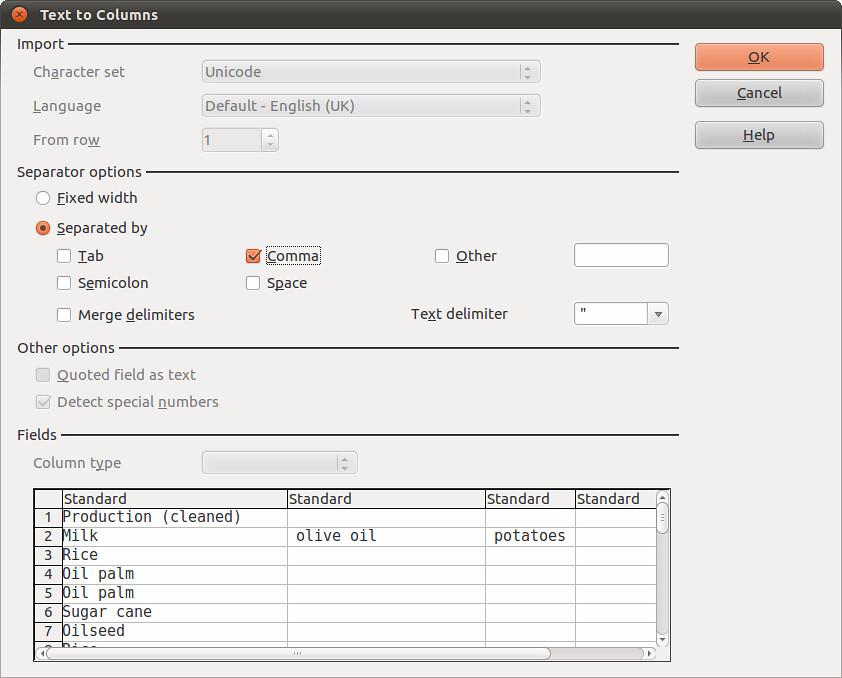 Text to Columns
Import
Character set Unicode
Language Default - English (UK)
From row 1
OK
Cancel
Help
Separator options
Fixed width
Separated by
Tab Comma Other
Semicolon Space
Merge delimiters Text delimiter "
Other options
Quoted field as text
Detect special numbers
Fields
Column type
Standard Standard Standard Standard
1 Production (cleaned)
2 Milk olive oil potatoes
3 Rice
4 Oil palm
5 Oil palm
6 Sugar cane
7 Oilseed